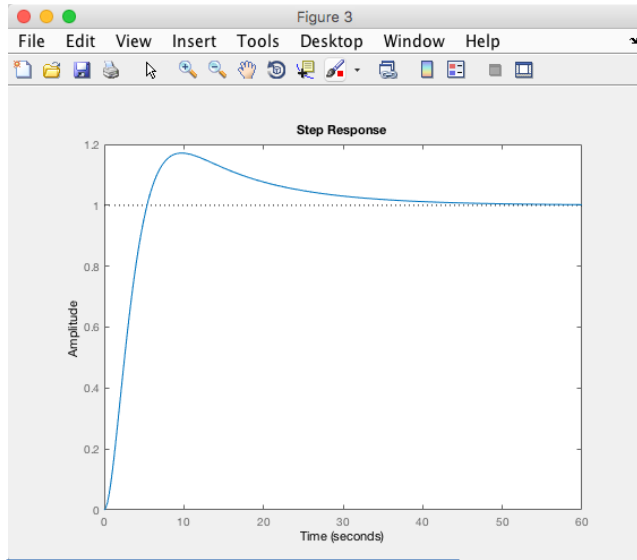 Figure 3
File Edit View Insert Tools Desktop Window Help
Step Response
1.2
1
0.8
0.6
0.4
0.2
0
Amplitude
0 10 20 30 40 50 60
Time (seconds)